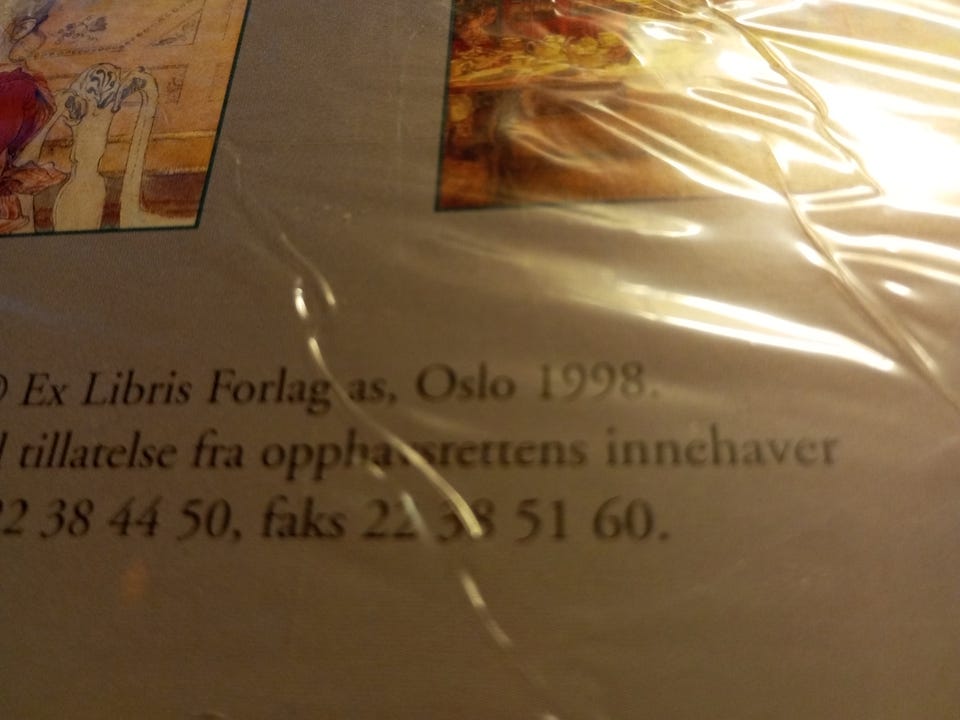 © Ex Libris Forlag as, Oslo 1998.
tillatelse fra opphavsrettens innehaver
22 38 44 50, faks 22 38 51 60.